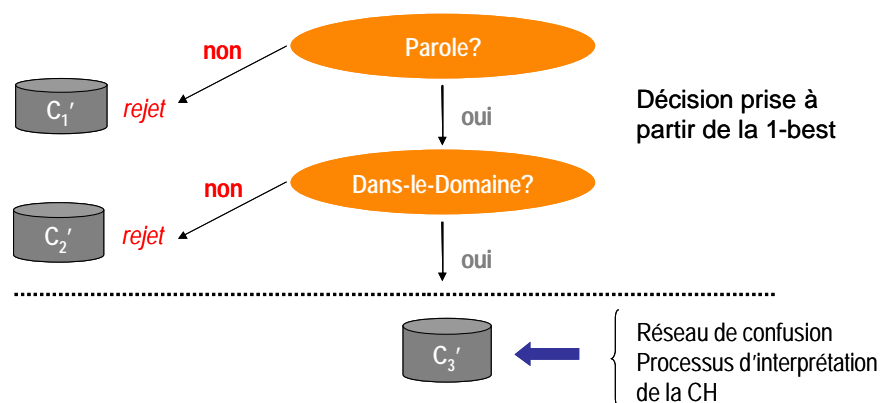 Parole?
non
C1′ rejet
oui
Décision prise à
partir de la 1-best
Dans-le-Domaine?
non
C2′ rejet
oui
C3′
Réseau de confusion
Processus d'interprétation
de la CH